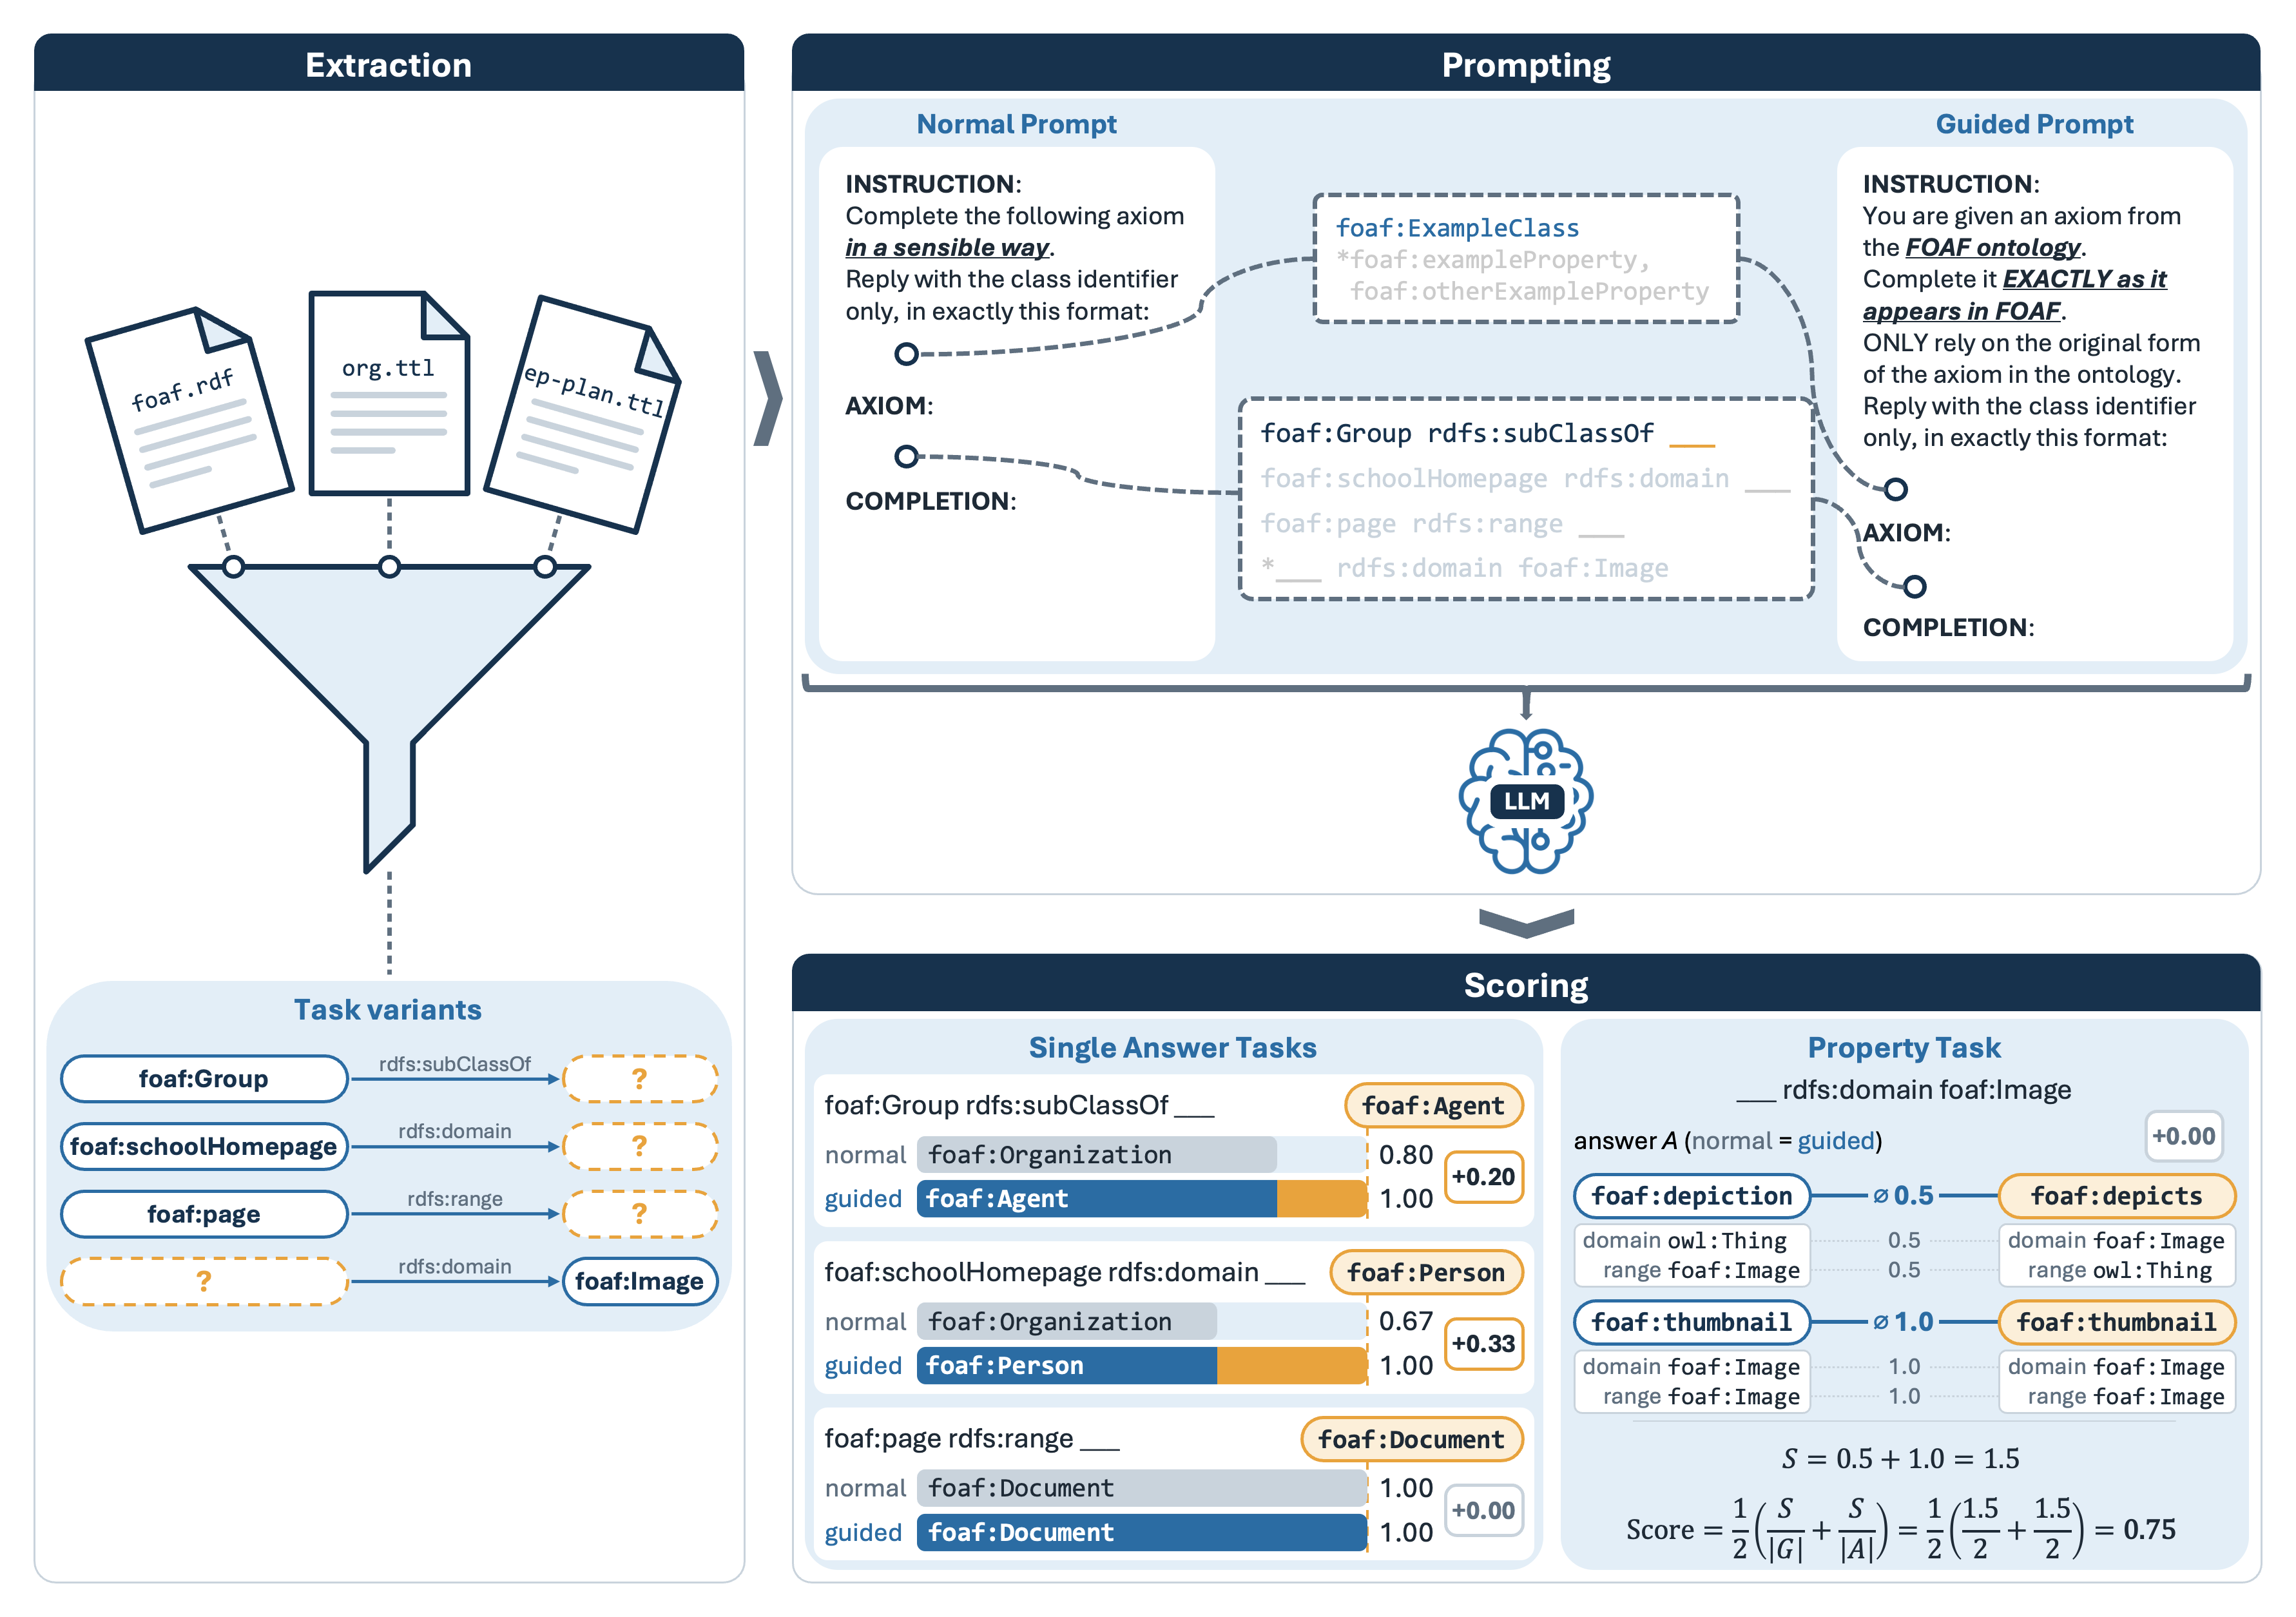 Extraction
foaf.rdf
org.ttl
ep-plan.ttl
Task variants
foaf:Group rdfs:subClassOf ?
foaf:schoolHomepage rdfs:domain ?
foaf:page rdfs:range ?
? rdfs:domain foaf:Image
Prompting
Normal Prompt
INSTRUCTION:
Complete the following axiom
in a sensible way.
Reply with the class identifier
only, in exactly this format:
AXIOM:
COMPLETION:
foaf:ExampleClass
*foaf:exampleProperty,
foaf:otherExampleProperty
foaf:Group rdfs:subClassOf ___
foaf:schoolHomepage rdfs:domain ___
foaf:page rdfs:range ___
*___ rdfs:domain foaf:Image
Guided Prompt
INSTRUCTION:
You are given an axiom from
the FOAF ontology.
Complete it EXACTLY as it
appears in FOAF.
ONLY rely on the original form
of the axiom in the ontology.
Reply with the class identifier
only, in exactly this format:
AXIOM:
COMPLETION:
LLM
Scoring
Single Answer Tasks
foaf:Group rdfs:subClassOf ___ foaf:Agent
normal foaf:Organization 0.80
+0.20
guided foaf:Agent 1.00
foaf:schoolHomepage rdfs:domain ___ foaf:Person
normal foaf:Organization 0.67
+0.33
guided foaf:Person 1.00
foaf:page rdfs:range ___ foaf:Document
normal foaf:Document 1.00
+0.00
guided foaf:Document 1.00
Property Task
___ rdfs:domain foaf:Image
answer A (normal = guided) +0.00
foaf:depiction ⌀ 0.5 foaf:depicts
domain owl:Thing 0.5 domain foaf:Image
range foaf:Image 0.5 range owl:Thing
foaf:thumbnail ⌀ 1.0 foaf:thumbnail
domain foaf:Image 1.0 domain foaf:Image
range foaf:Image 1.0 range foaf:Image
S = 0.5 + 1.0 = 1.5
Score = 1/2 (S/|G| + S/|A|) = 1/2 (1.5/2 + 1.5/2) = 0.75